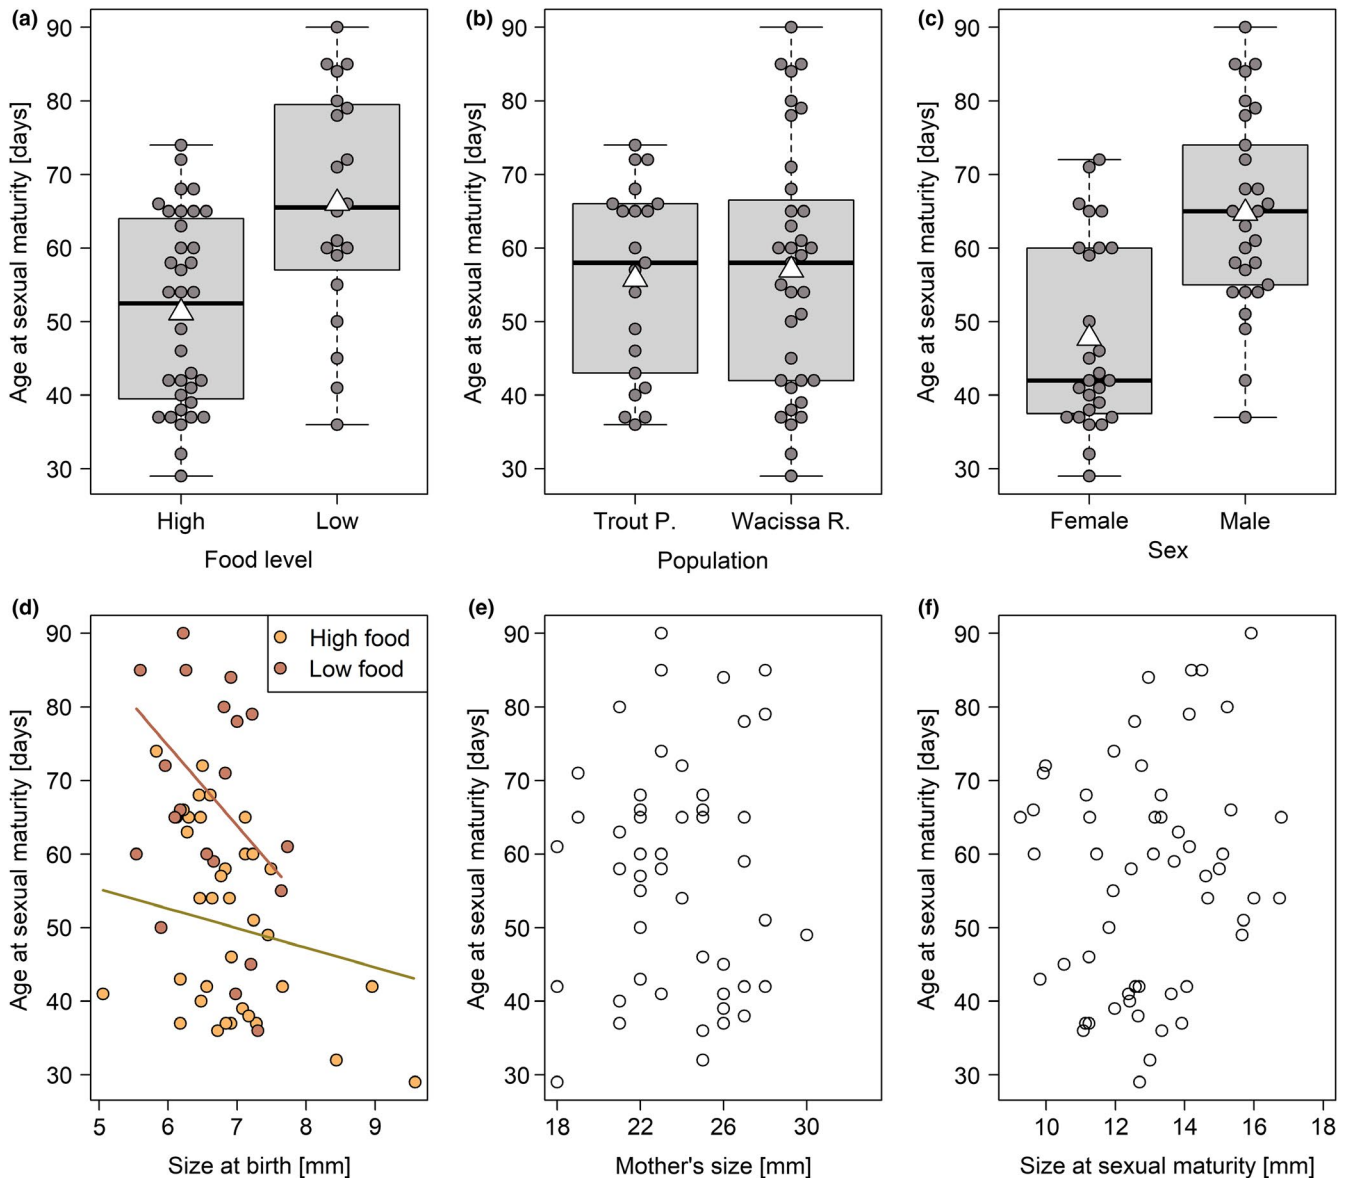 (a)
Age at sexual maturity [days]
90
80
70
60
50
40
30
High
Low
Food level
(b)
Age at sexual maturity [days]
90
80
70
60
50
40
30
Trout P.
Wacissa R.
Population
(c)
Age at sexual maturity [days]
90
80
70
60
50
40
30
Female
Male
Sex
(d)
Age at sexual maturity [days]
90
80
70
60
50
40
30
High food
Low food
5 6 7 8 9
Size at birth [mm]
(e)
Age at sexual maturity [days]
90
80
70
60
50
40
30
18 22 26 30
Mother's size [mm]
(f)
Age at sexual maturity [days]
90
80
70
60
50
40
30
10 12 14 16 18
Size at sexual maturity [mm]